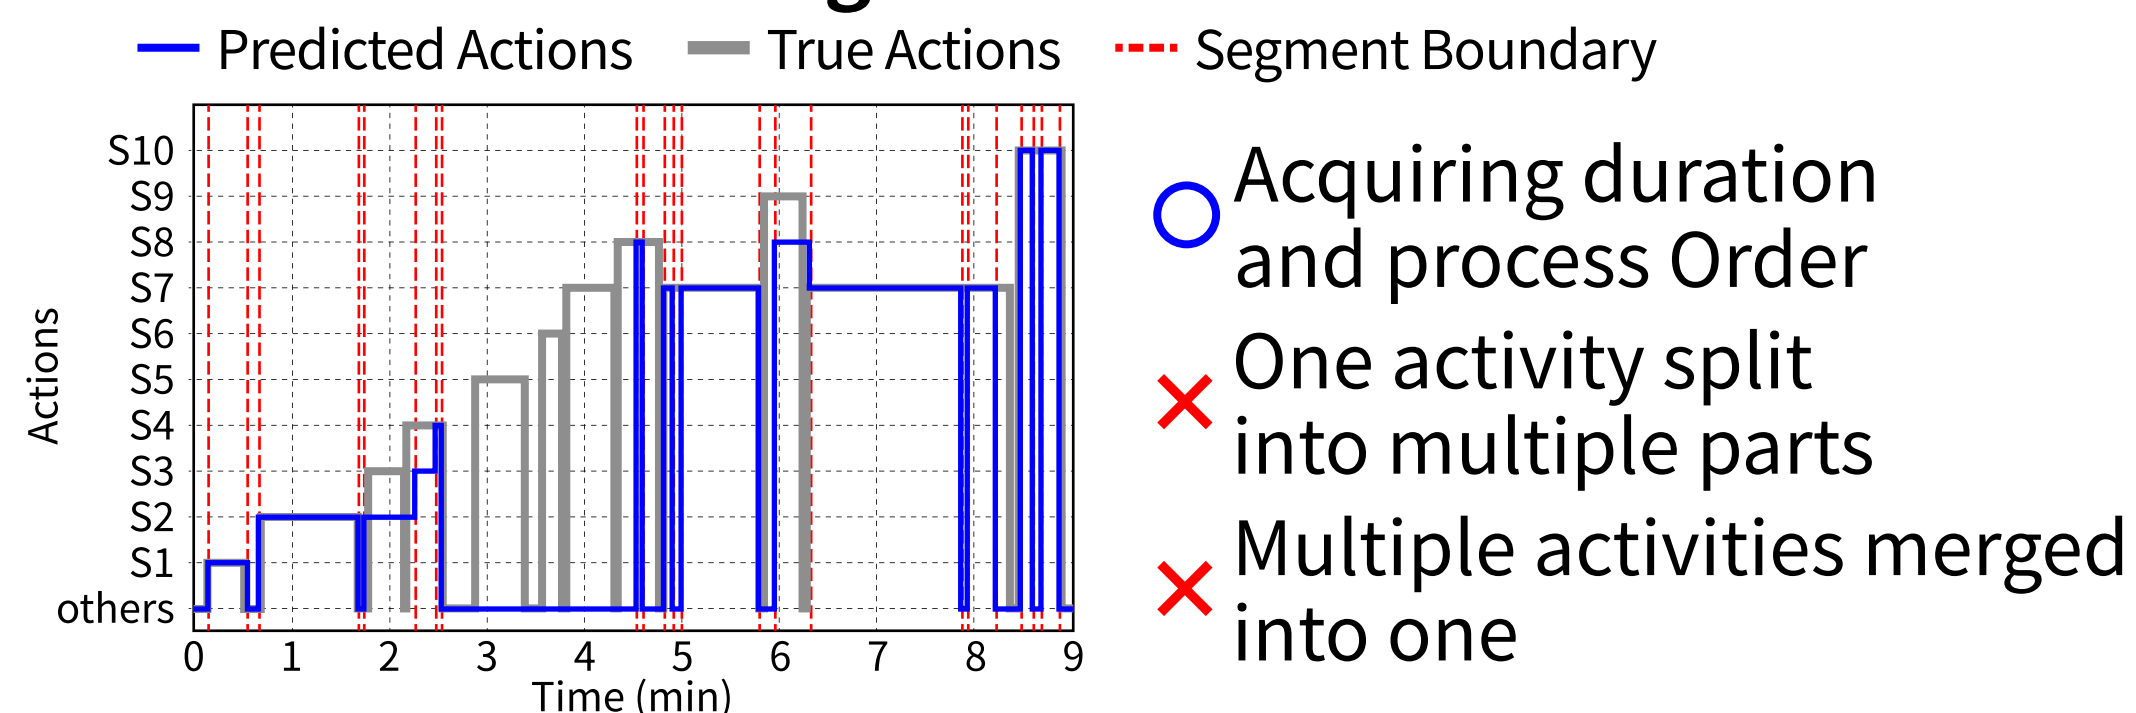 Predicted Actions True Actions Segment Boundary
S10
S9
S8
S7
S6
S5
S4
S3
S2
S1
others
Actions
0 1 2 3 4 5 6 7 8 9
Time (min)
Acquiring duration
and process Order
One activity split
into multiple parts
Multiple activities merged
into one